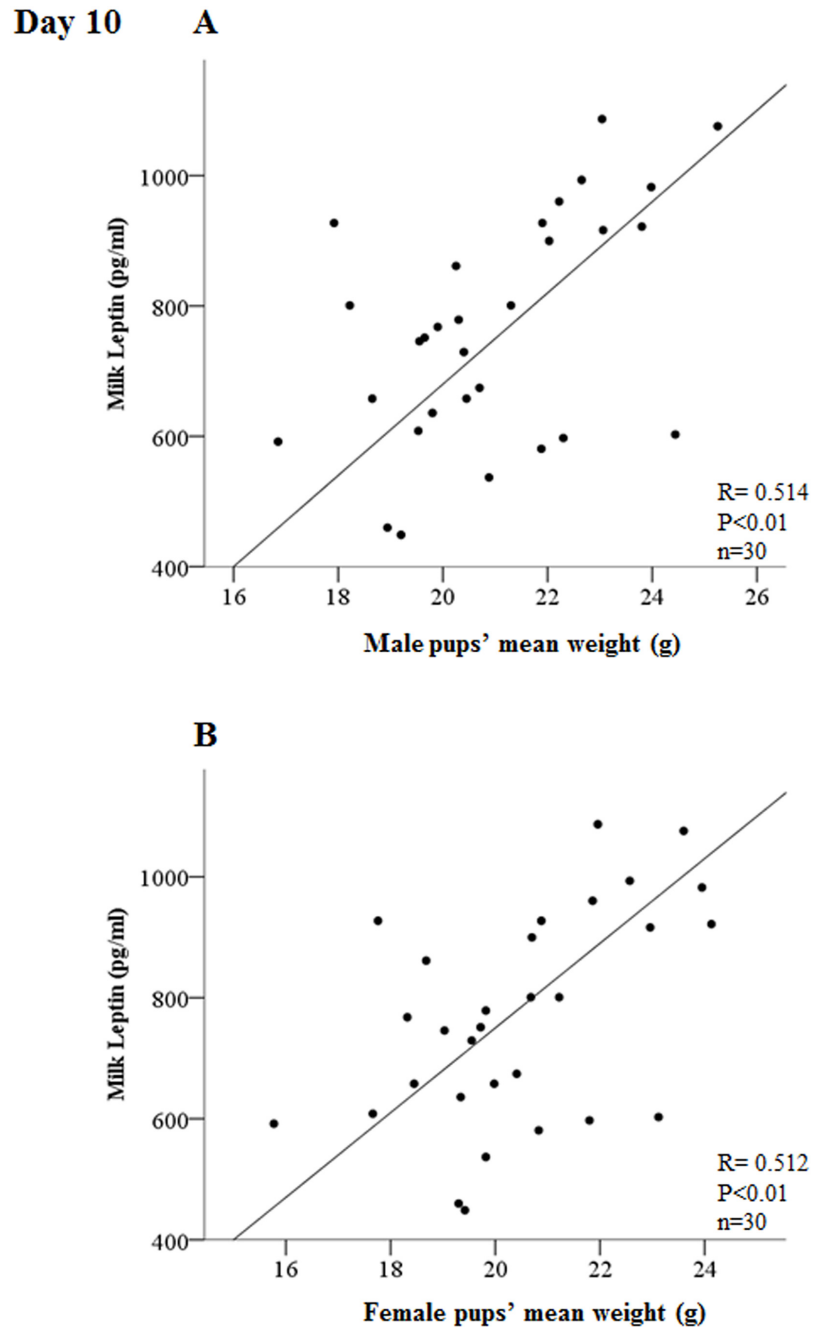 Day 10 A
1000
800
600
400
Milk Leptin (pg/ml)
16 18 20 22 24 26
Male pups’ mean weight (g)
R= 0.514
P<0.01
n=30
B
1000
800
600
400
Milk Leptin (pg/ml)
16 18 20 22 24
Female pups’ mean weight (g)
R= 0.512
P<0.01
n=30